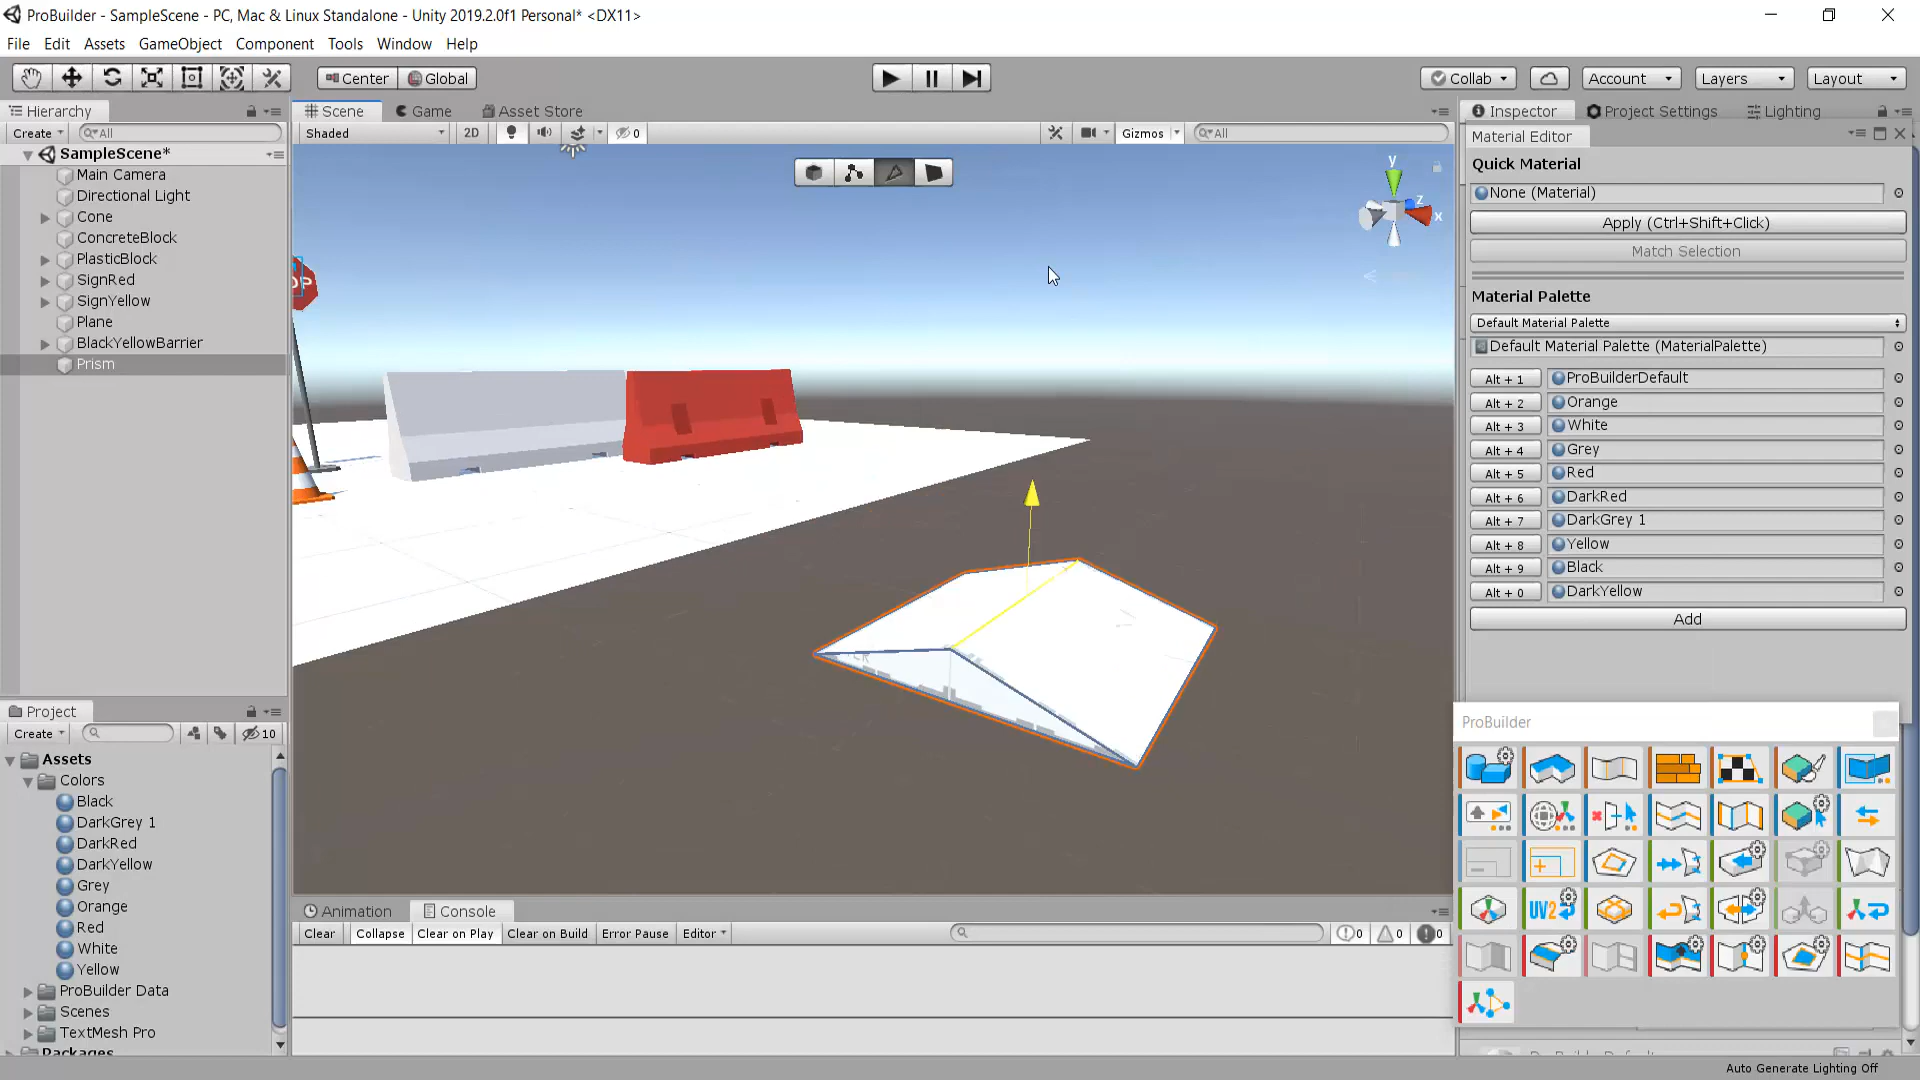 ProBuilder - SampleScene - PC, Mac & Linux Standalone - Unity 2019.2.0f1 Personal* <DX11>
File Edit Assets GameObject Component Tools Window Help
Center Global Collab Account Layers Layout
Hierarchy
Create All
SampleScene*
Main Camera
Directional Light
Cone
ConcreteBlock
PlasticBlock
SignRed
SignYellow
Plane
BlackYellowBarrier
Prism
Scene Game Asset Store
Shaded 2D 0 Gizmos All
y
z
x
OP
Inspector Project Settings Lighting
Material Editor
Quick Material
None (Material)
Apply (Ctrl+Shift+Click)
Match Selection
Material Palette
Default Material Palette
Default Material Palette (MaterialPalette)
Alt + 1 ProBuilderDefault
Alt + 2 Orange
Alt + 3 White
Alt + 4 Grey
Alt + 5 Red
Alt + 6 DarkRed
Alt + 7 DarkGrey 1
Alt + 8 Yellow
Alt + 9 Black
Alt + 0 DarkYellow
Add
ProBuilder
UV2
Project
Create 10
Assets
Colors
Black
DarkGrey 1
DarkRed
DarkYellow
Grey
Orange
Red
White
Yellow
ProBuilder Data
Scenes
TextMesh Pro
Packages
Animation Console
Clear Collapse Clear on Play Clear on Build Error Pause Editor 0 0 0
Auto Generate Lighting Off